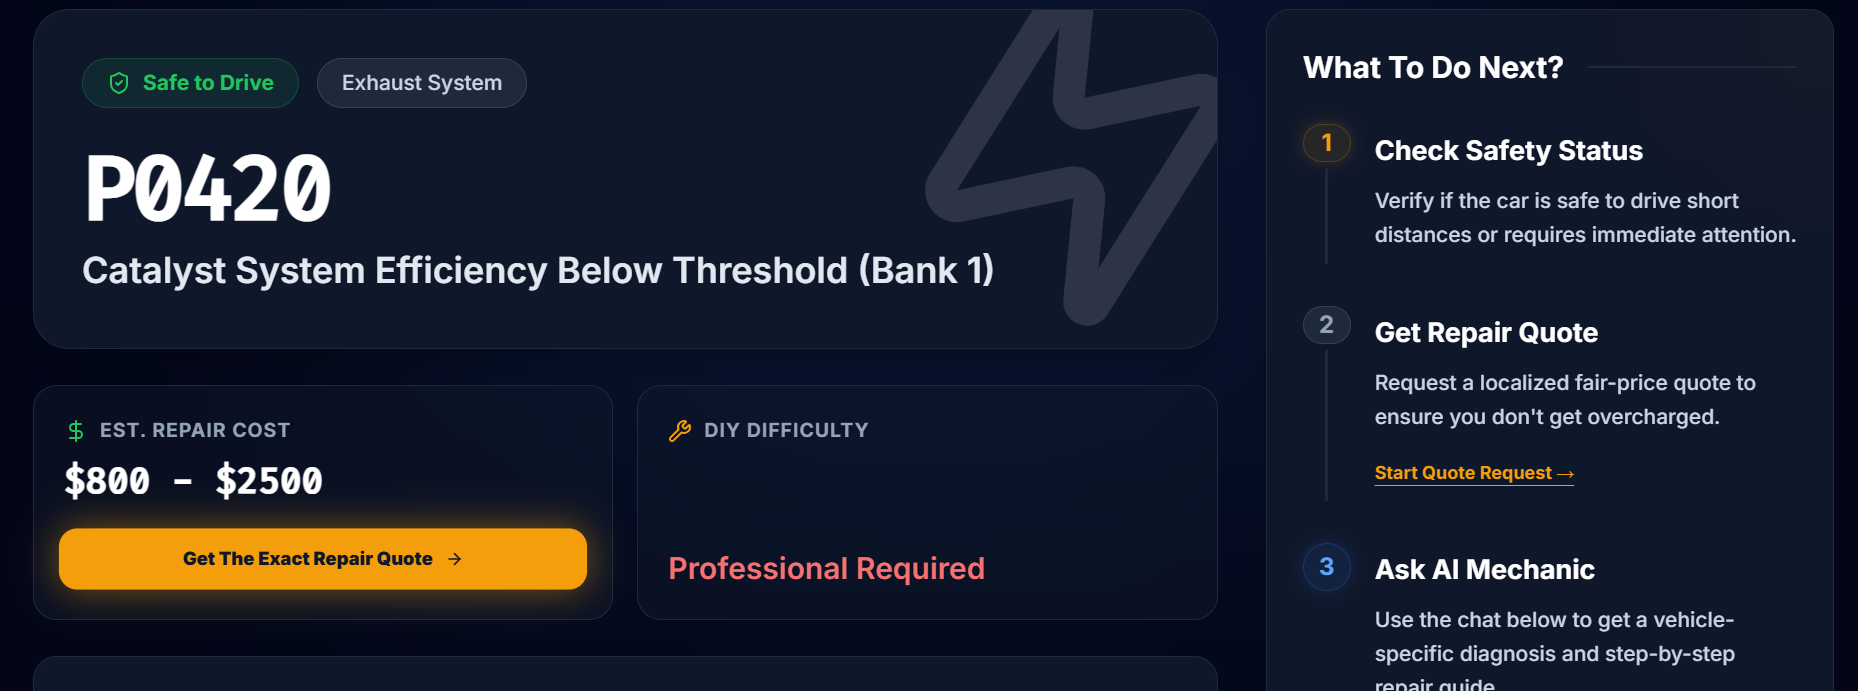 Safe to Drive
Exhaust System
P0420
Catalyst System Efficiency Below Threshold (Bank 1)
EST. REPAIR COST
$800 - $2500
Get The Exact Repair Quote →
DIY DIFFICULTY
Professional Required
What To Do Next?
1
Check Safety Status
Verify if the car is safe to drive short
distances or requires immediate attention.
2
Get Repair Quote
Request a localized fair-price quote to
ensure you don't get overcharged.
Start Quote Request →
3
Ask AI Mechanic
Use the chat below to get a vehicle-
specific diagnosis and step-by-step
repair guide